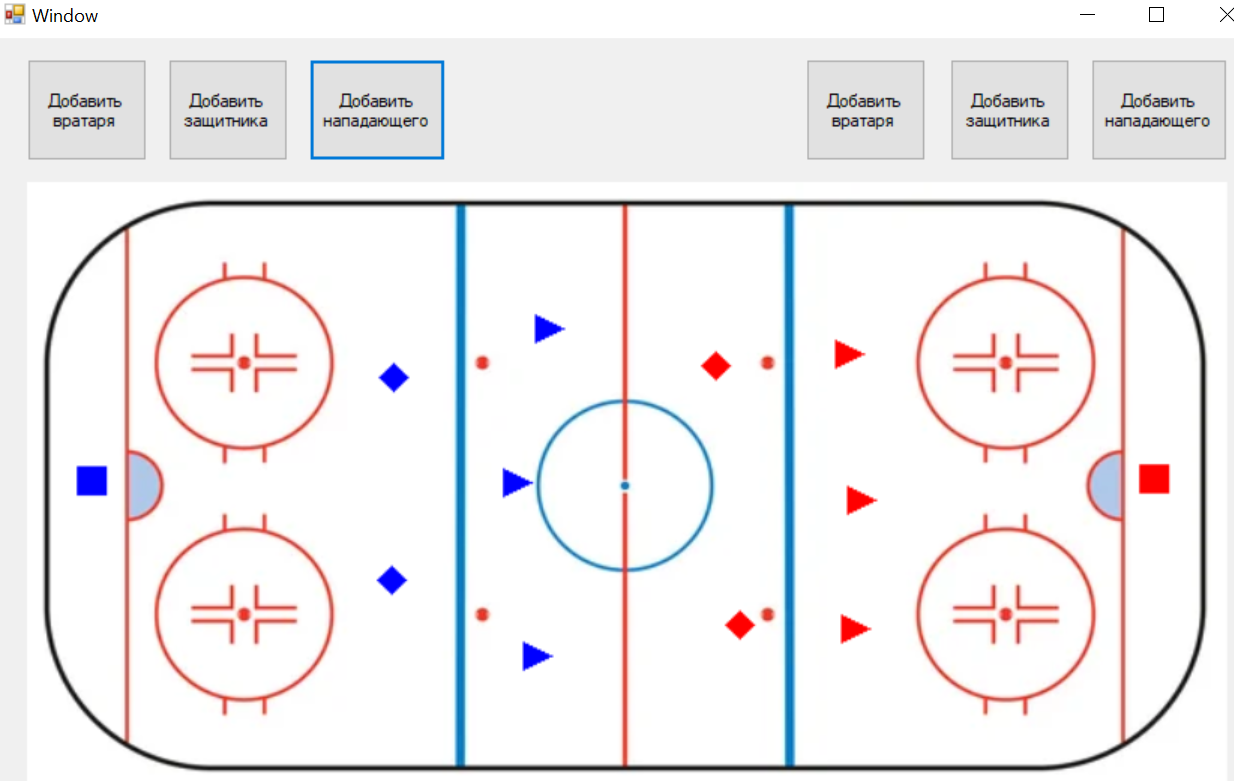 Window
Добавить
вратаря
Добавить
защитника
Добавить
нападающего
Добавить
вратаря
Добавить
защитника
Добавить
нападающего